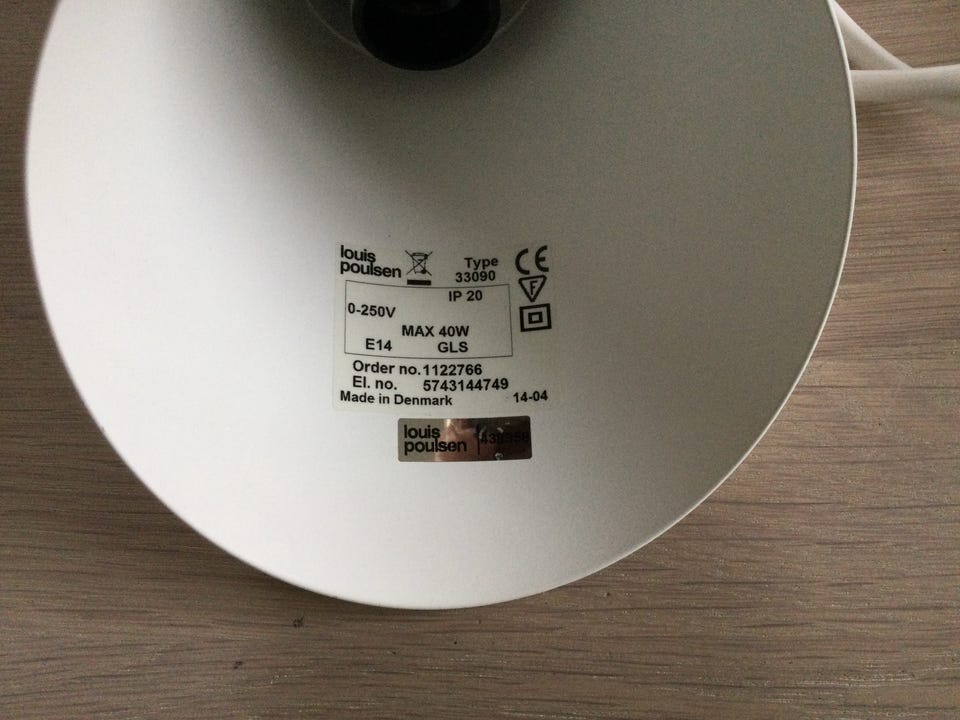 louis
poulsen
Type
33090
IP 20
0-250V
MAX 40W
E14 GLS
Order no. 1122766
El. no. 5743144749
Made in Denmark 14-04
louis
poulsen